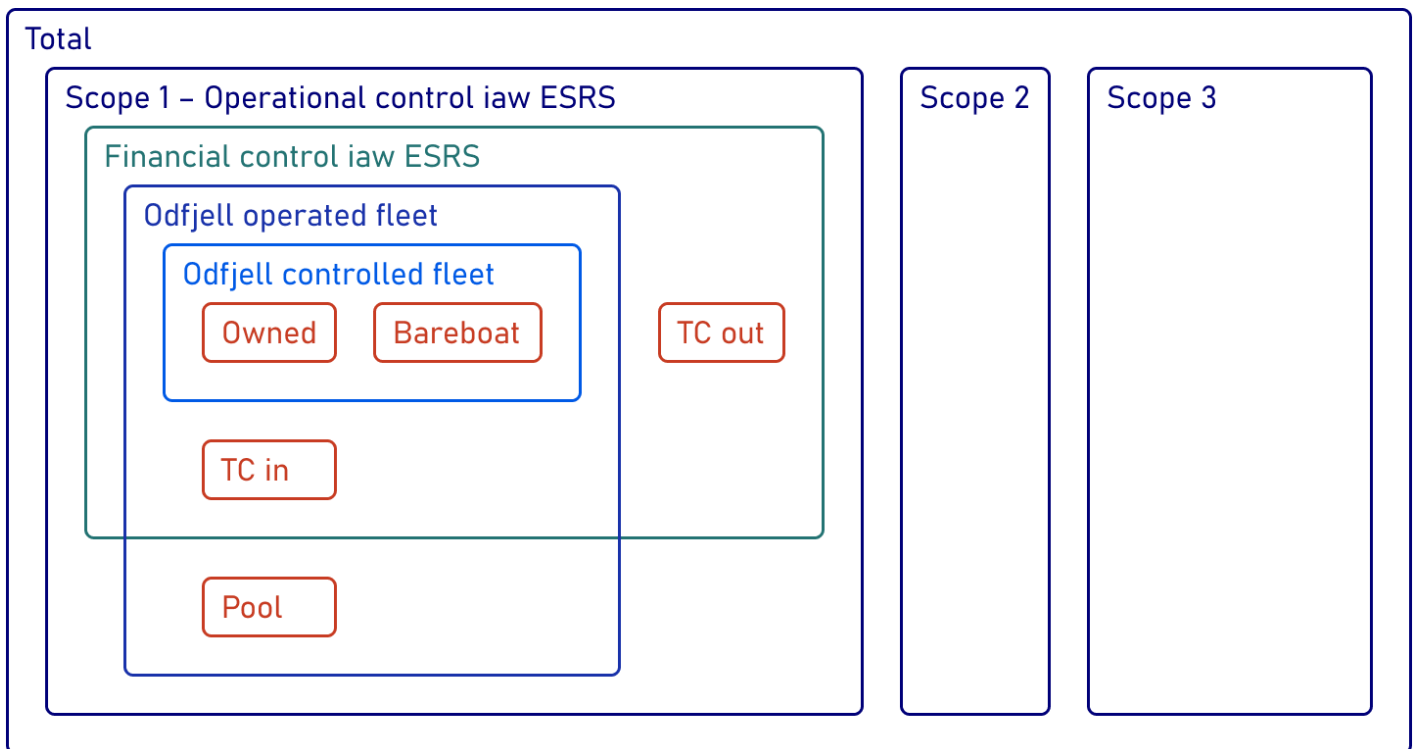 Total
Scope 1 – Operational control iaw ESRS
Scope 2
Scope 3
Financial control iaw ESRS
Odfjell operated fleet
Odfjell controlled fleet
Owned
Bareboat
TC out
TC in
Pool